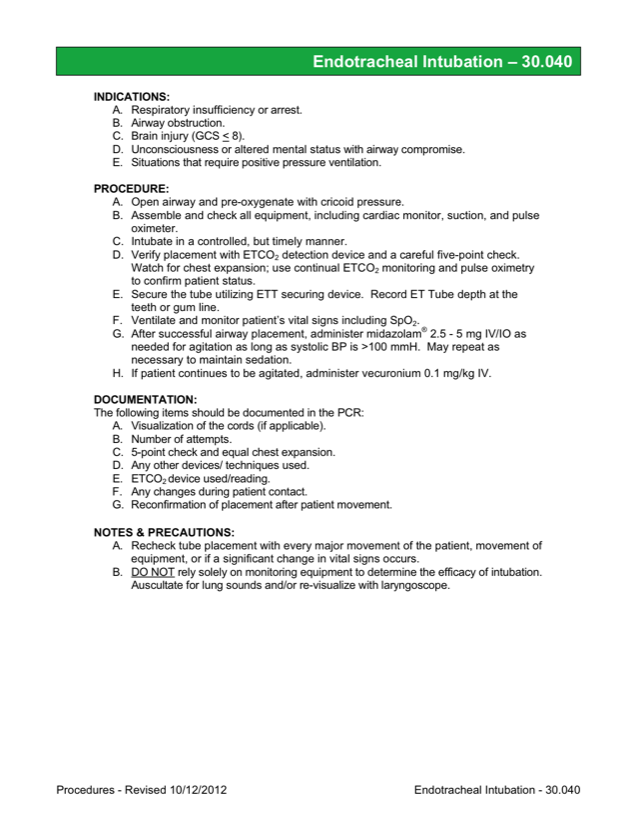 Endotracheal Intubation – 30.040
INDICATIONS:
A. Respiratory insufficiency or arrest.
B. Airway obstruction.
C. Brain injury (GCS ≤ 8).
D. Unconsciousness or altered mental status with airway compromise.
E. Situations that require positive pressure ventilation.
PROCEDURE:
A. Open airway and pre-oxygenate with cricoid pressure.
B. Assemble and check all equipment, including cardiac monitor, suction, and pulse
oximeter.
C. Intubate in a controlled, but timely manner.
D. Verify placement with ETCO₂ detection device and a careful five-point check.
Watch for chest expansion; use continual ETCO₂ monitoring and pulse oximetry
to confirm patient status.
E. Secure the tube utilizing ETT securing device. Record ET Tube depth at the
teeth or gum line.
F. Ventilate and monitor patient's vital signs including SpO₂.
G. After successful airway placement, administer midazolam® 2.5 - 5 mg IV/IO as
needed for agitation as long as systolic BP is >100 mmH. May repeat as
necessary to maintain sedation.
H. If patient continues to be agitated, administer vecuronium 0.1 mg/kg IV.
DOCUMENTATION:
The following items should be documented in the PCR:
A. Visualization of the cords (if applicable).
B. Number of attempts.
C. 5-point check and equal chest expansion.
D. Any other devices/ techniques used.
E. ETCO₂ device used/reading.
F. Any changes during patient contact.
G. Reconfirmation of placement after patient movement.
NOTES & PRECAUTIONS:
A. Recheck tube placement with every major movement of the patient, movement of
equipment, or if a significant change in vital signs occurs.
B. DO NOT rely solely on monitoring equipment to determine the efficacy of intubation.
Auscultate for lung sounds and/or re-visualize with laryngoscope.
Procedures - Revised 10/12/2012 Endotracheal Intubation - 30.040